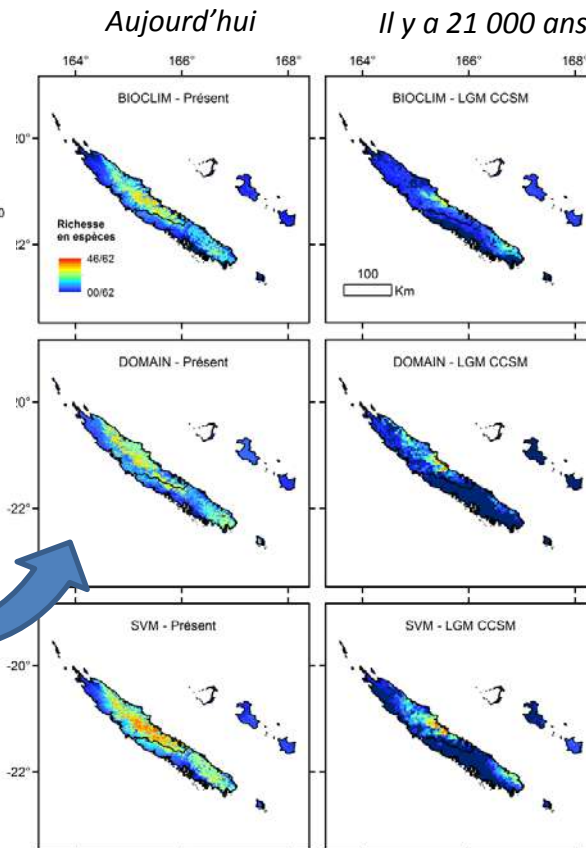 Aujourd'hui Il y a 21 000 ans
164° 166° 168° 164° 166° 168°
BIOCLIM - Présent BIOCLIM - LGM CCSM
Richesse
en espèces
46/62
00/62
100
Km
DOMAIN - Présent DOMAIN - LGM CCSM
-22°
SVM - Présent SVM - LGM CCSM
-20°
-22°